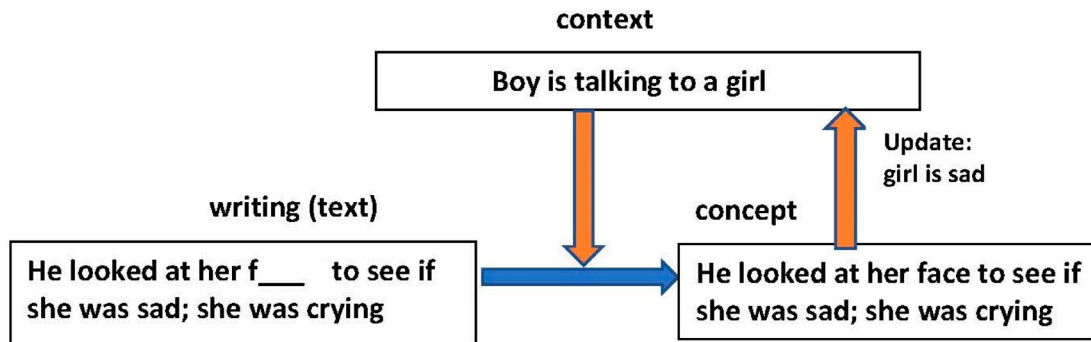 context
Boy is talking to a girl
Update:
girl is sad
writing (text)
concept
He looked at her f___ to see if
she was sad; she was crying
He looked at her face to see if
she was sad; she was crying